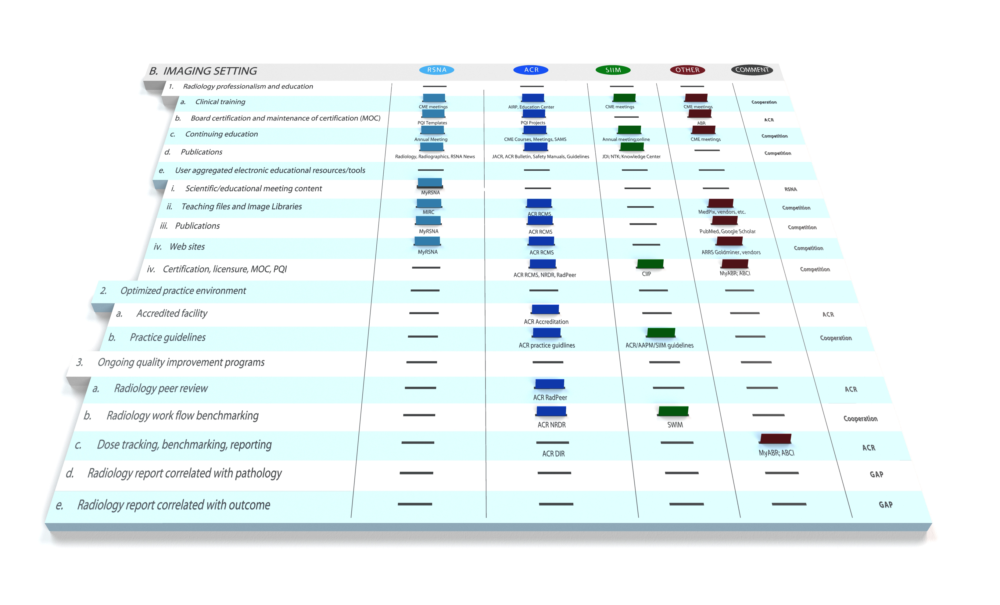 B. IMAGING SETTING RSNA ACR SIIM OTHER COMMENT
1. Radiology professionalism and education
a. Clinical training Cooperation
CME meetings AIRP, Education Center CME meetings CME meetings
b. Board certification and maintenance of certification (MOC) ACR
PQI Templates PQI Projects ABR
c. Continuing education Competition
Annual Meeting CME Courses, Meetings, SAMS Annual meeting;online CME meetings
d. Publications Competition
Radiology, Radiographics, RSNA News JACR, ACR Bulletin, Safety Manuals, Guidelines JDI; NTK; Knowledge Center
e. User aggregated electronic educational resources/tools
i. Scientific/educational meeting content RSNA
MyRSNA
ii. Teaching files and Image Libraries Competition
MIRC ACR RCMS MedPix, vendors, etc.
iii. Publications Competition
MyRSNA ACR RCMS PubMed, Google Scholar
iv. Web sites Competition
MyRSNA ACR RCMS ARRS Goldminer, vendors
iv. Certification, licensure, MOC, PQI Competition
ACR RCMS, NRDR, RadPeer CIIP MyABR; ABCI
2. Optimized practice environment
a. Accredited facility ACR
ACR Accreditation
b. Practice guidelines Cooperation
ACR practice guidlines ACR/AAPM/SIIM guidelines
3. Ongoing quality improvement programs
a. Radiology peer review ACR
ACR RadPeer
b. Radiology work flow benchmarking Cooperation
ACR NRDR SWIM
c. Dose tracking, benchmarking, reporting ACR
ACR DIR MyABR; ABCI
d. Radiology report correlated with pathology GAP
e. Radiology report correlated with outcome GAP